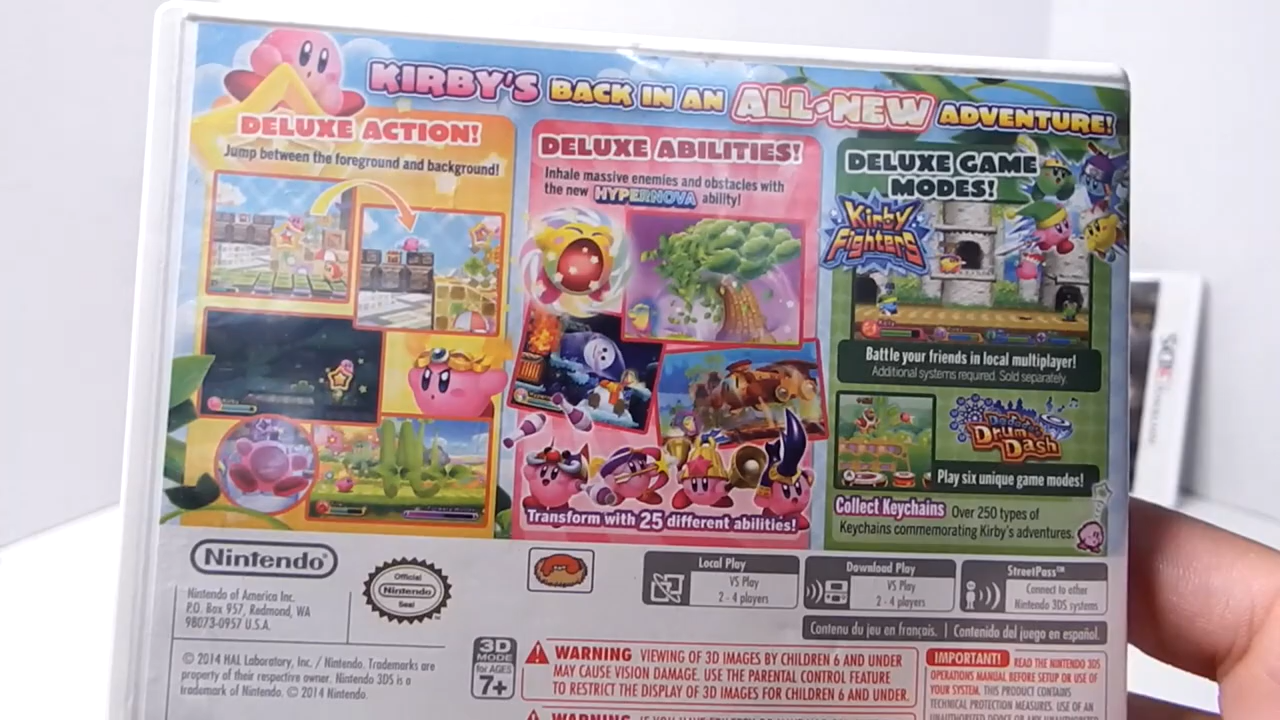 KIRBY'S BACK IN AN ALL-NEW ADVENTURE!
DELUXE ACTION!
Jump between the foreground and background!
DELUXE ABILITIES!
Inhale massive enemies and obstacles with
the new HYPERNOVA ability!
Transform with 25 different abilities!
DELUXE GAME
MODES!
Kirby
Fighters
Battle your friends in local multiplayer!
Additional systems required. Sold separately.
Dedede's
Drum
Dash
Play six unique game modes!
Collect Keychains Over 250 types of
Keychains commemorating Kirby's adventures.
Nintendo®
Nintendo of America Inc.
P.O. Box 957, Redmond, WA
98073-0957 U.S.A.
Official
Nintendo
Seal
Local Play
VS Play
2 - 4 players
Download Play
VS Play
2 - 4 players
StreetPass™
Connect to other
Nintendo 3DS systems
Contenu du jeu en français. Contenido del juego en español.
© 2014 HAL Laboratory, Inc. / Nintendo. Trademarks are
property of their respective owner. Nintendo 3DS is a
trademark of Nintendo. © 2014 Nintendo.
3D
MODE
for AGES
7+
WARNING VIEWING OF 3D IMAGES BY CHILDREN 6 AND UNDER
MAY CAUSE VISION DAMAGE. USE THE PARENTAL CONTROL FEATURE
TO RESTRICT THE DISPLAY OF 3D IMAGES FOR CHILDREN 6 AND UNDER.
IMPORTANT! READ THE NINTENDO 3DS
OPERATIONS MANUAL BEFORE SETUP OR USE OF
YOUR SYSTEM. THIS PRODUCT CONTAINS
TECHNICAL PROTECTION MEASURES. USE OF AN
WARNING